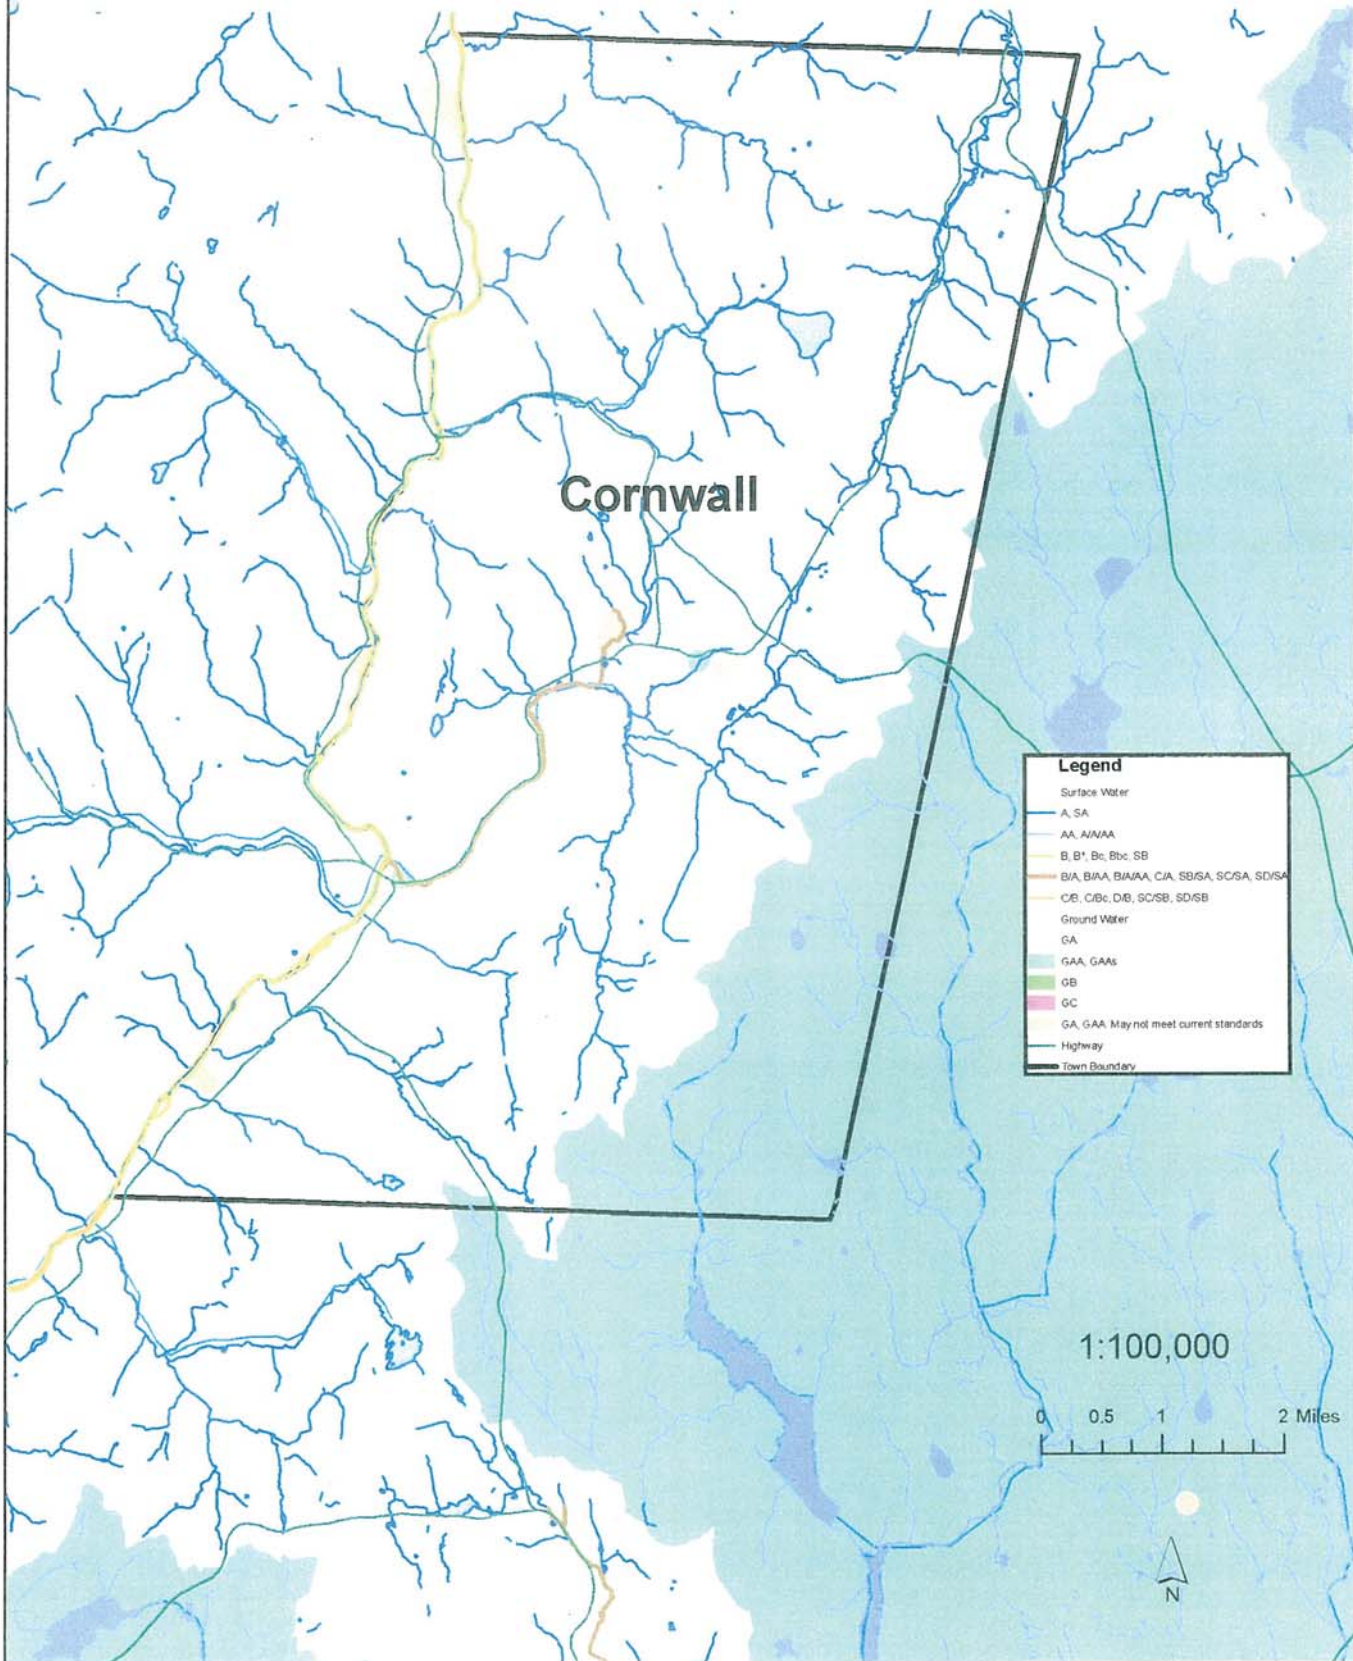 Cornwall
Legend
Surface Water
A, SA
AA, A/A/AA
B, B*, Bc, Bbc, SB
B/A, B/AA, B/A/AA, C/A, SB/SA, SC/SA, SD/SA
C/B, C/Bc, D/B, SC/SB, SD/SB
Ground Water
GA
GAA, GAAs
GB
GC
GA, GAA May not meet current standards
Highway
Town Boundary
1:100,000
0 0.5 1 2 Miles
N